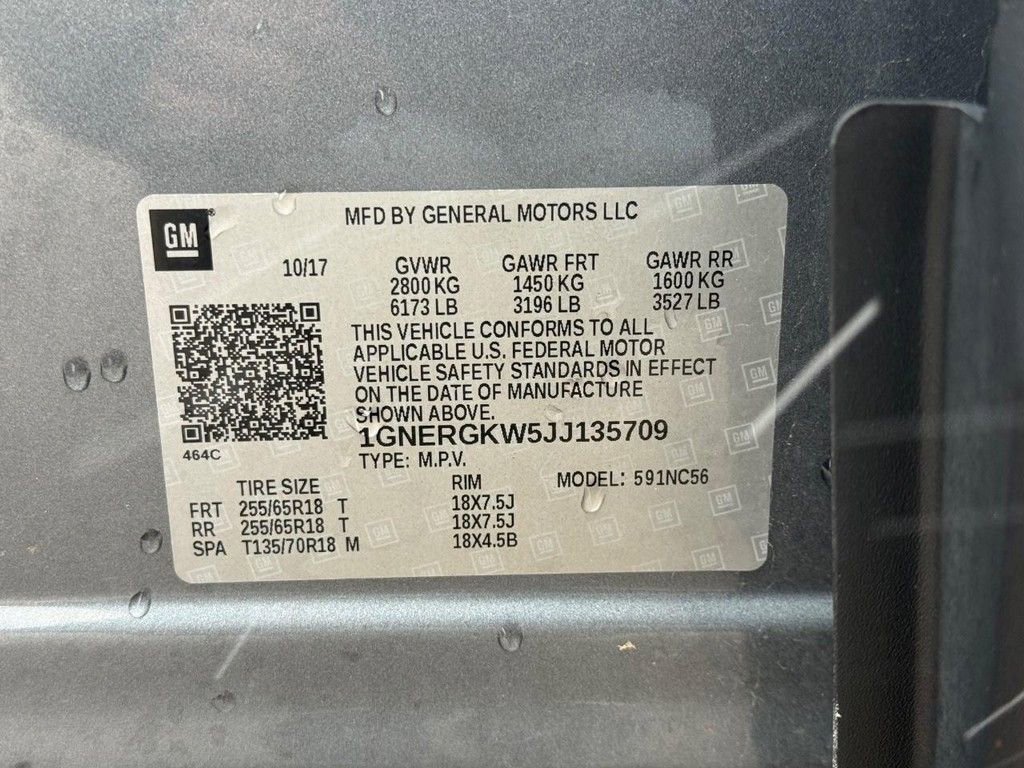 GM
MFD BY GENERAL MOTORS LLC
10/17 GVWR GAWR FRT GAWR RR
2800 KG 1450 KG 1600 KG
6173 LB 3196 LB 3527 LB
THIS VEHICLE CONFORMS TO ALL
APPLICABLE U.S. FEDERAL MOTOR
VEHICLE SAFETY STANDARDS IN EFFECT
ON THE DATE OF MANUFACTURE
SHOWN ABOVE.
1GNERGKW5JJ135709
464C
TYPE: M.P.V. MODEL: 591NC56
TIRE SIZE RIM
FRT 255/65R18 T 18X7.5J
RR 255/65R18 T 18X7.5J
SPA T135/70R18 M 18X4.5B